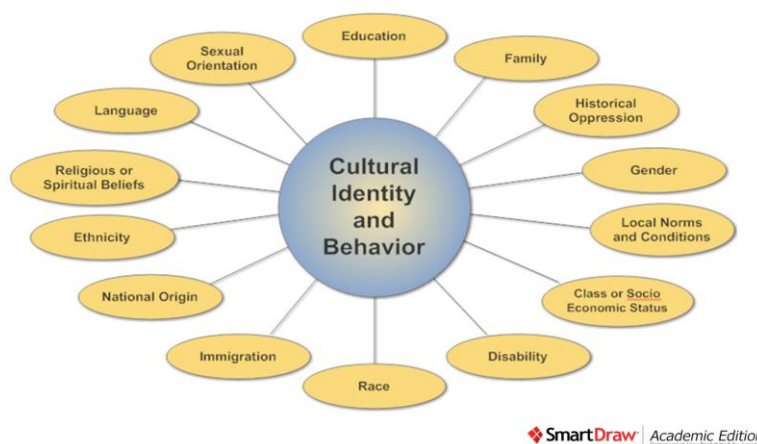 Education
Sexual
Orientation
Family
Language
Historical
Oppression
Cultural
Identity
and
Behavior
Religious or
Spiritual Beliefs
Gender
Ethnicity
Local Norms
and Conditions
National Origin
Class or Socio
Economic Status
Immigration
Disability
Race
SmartDraw Academic Edition